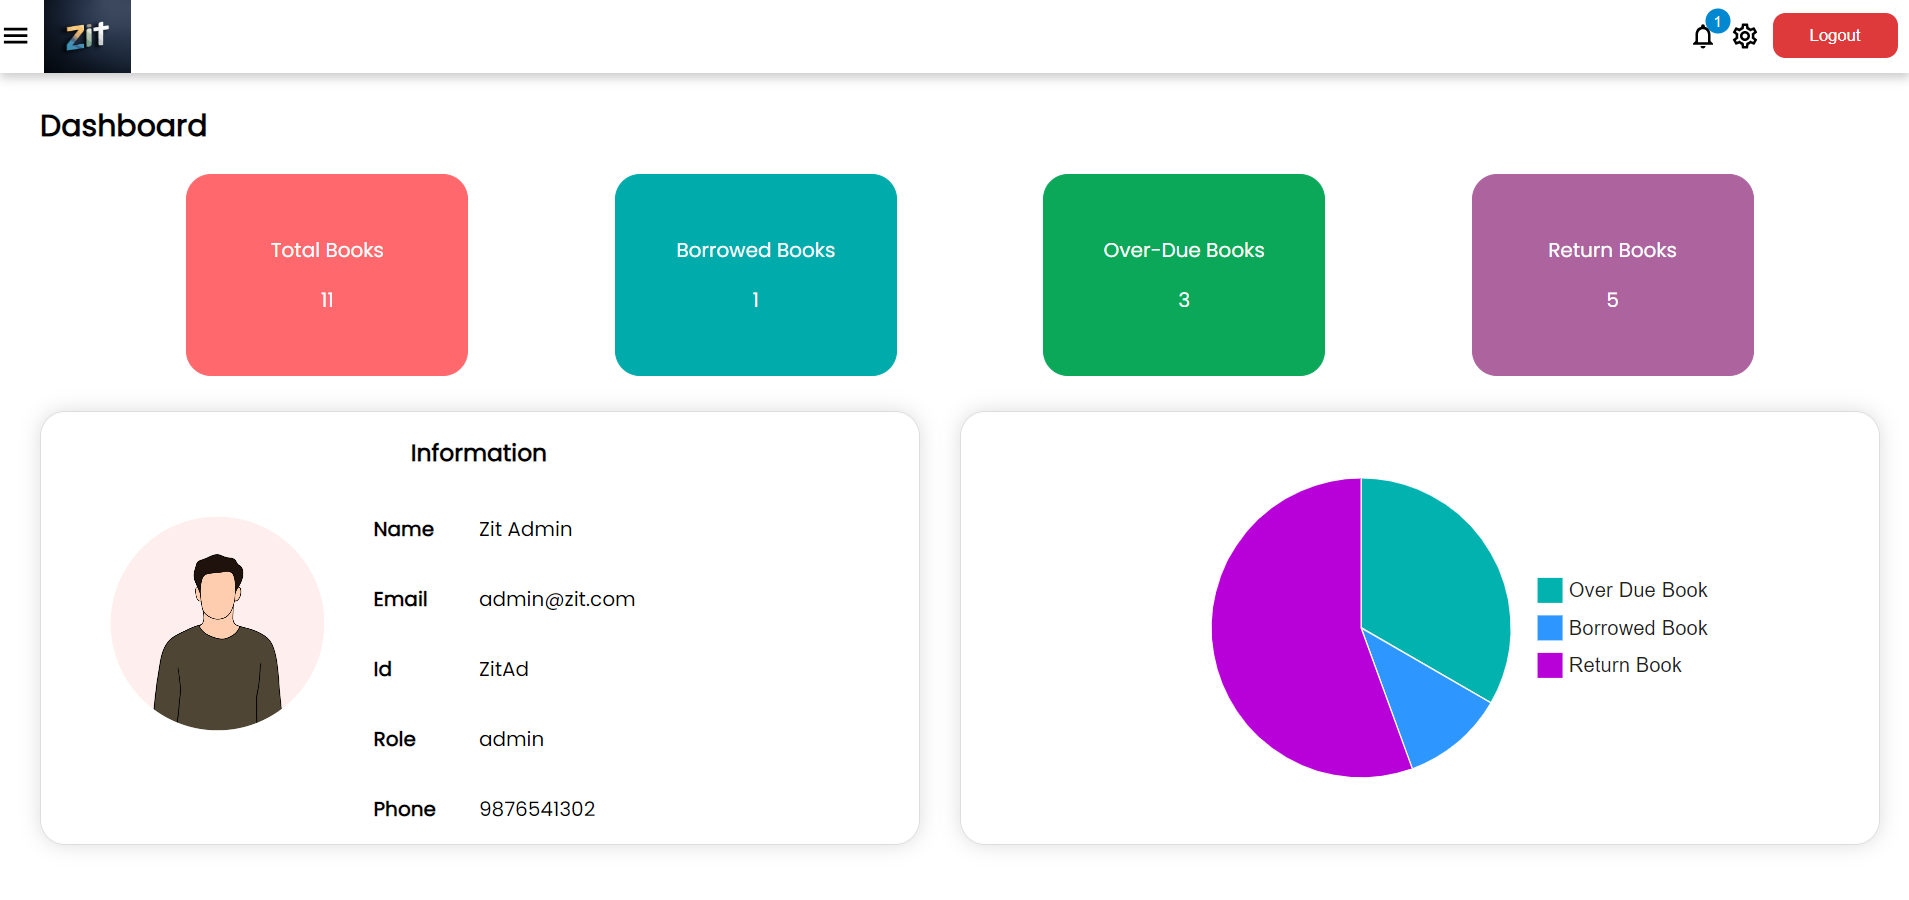 Zit
1
Logout
Dashboard
Total Books
11
Borrowed Books
1
Over-Due Books
3
Return Books
5
Information
Name Zit Admin
Email admin@zit.com
Id ZitAd
Role admin
Phone 9876541302
Over Due Book
Borrowed Book
Return Book